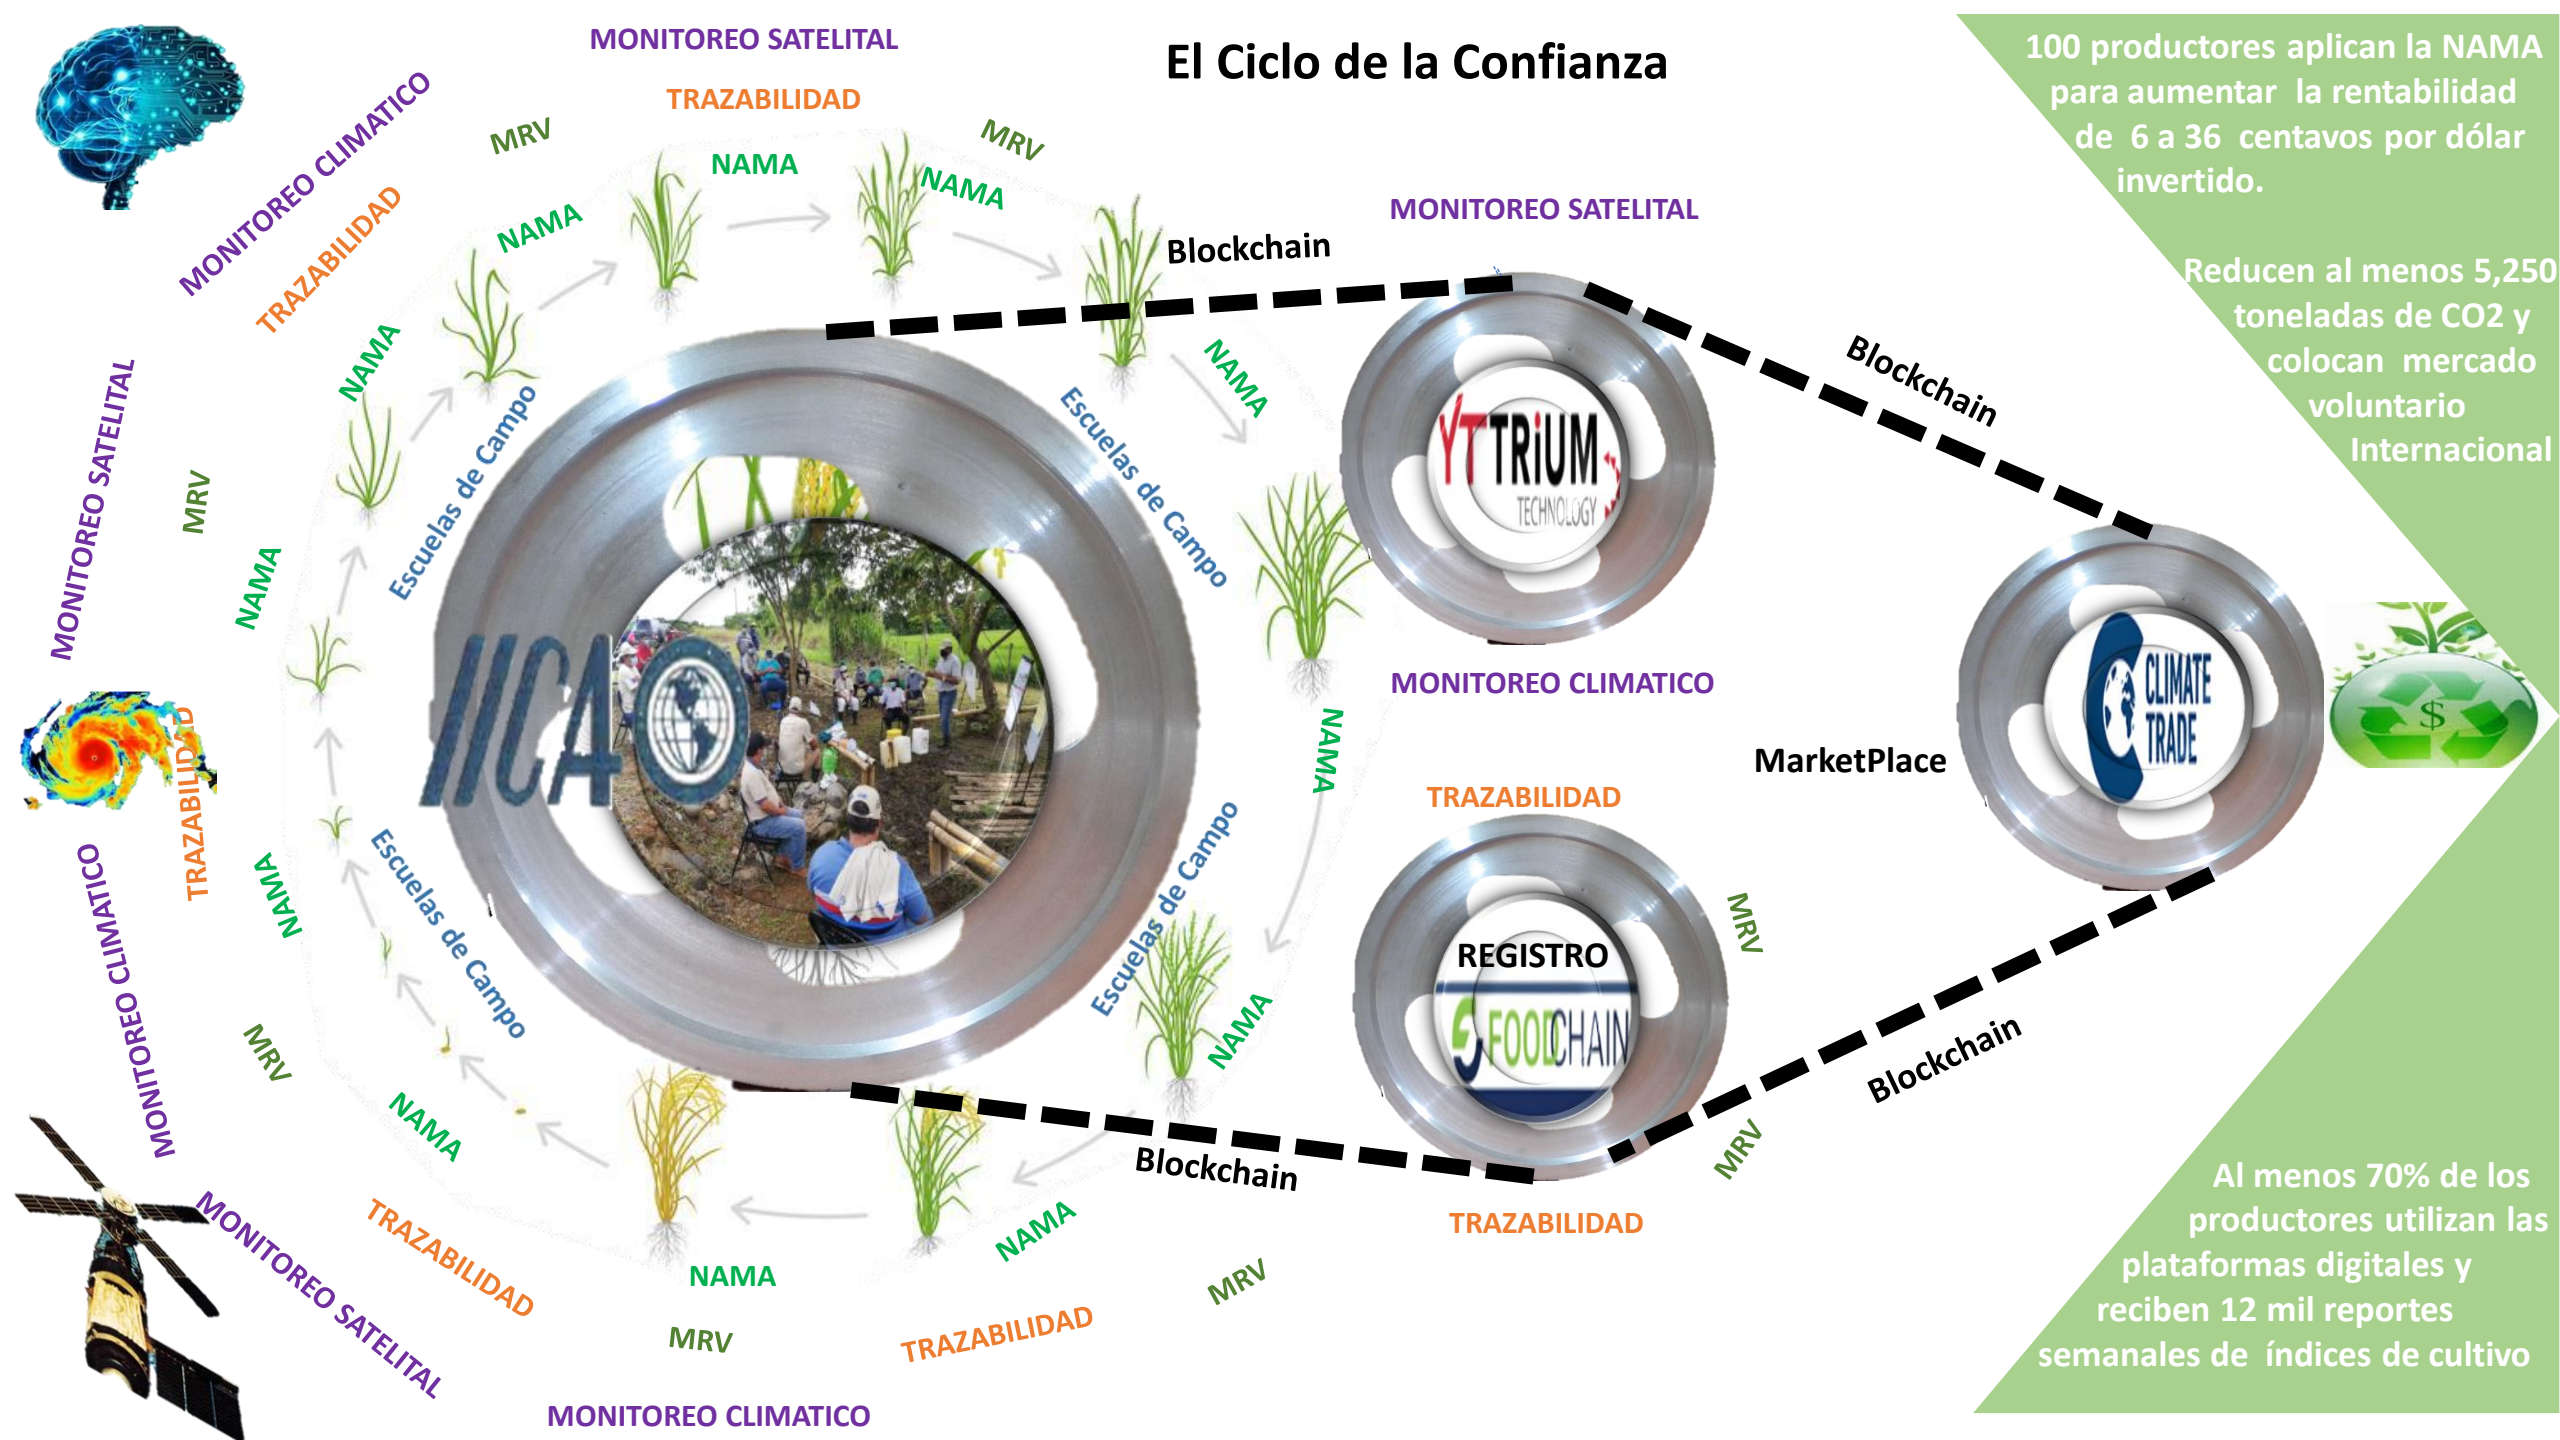 El Ciclo de la Confianza
MONITOREO SATELITAL
TRAZABILIDAD
MONITOREO CLIMATICO
TRAZABILIDAD
MRV
MRV
NAMA
NAMA
NAMA
NAMA
NAMA
NAMA
MONITOREO SATELITAL
MRV
Escuelas de Campo
Escuelas de Campo
IICA
TRAZABILIDAD
NAMA
NAMA
Escuelas de Campo
Escuelas de Campo
MONITOREO CLIMATICO
MRV
NAMA
NAMA
MONITOREO SATELITAL
TRAZABILIDAD
NAMA
NAMA
MRV
TRAZABILIDAD
MRV
MONITOREO CLIMATICO
Blockchain
MONITOREO SATELITAL
YTTRiUM
TECHNOLOGY
MONITOREO CLIMATICO
Blockchain
MarketPlace
CLIMATE
TRADE
$
TRAZABILIDAD
REGISTRO
FOODCHAIN
MRV
MRV
TRAZABILIDAD
Blockchain
Blockchain
100 productores aplican la NAMA
para aumentar la rentabilidad
de 6 a 36 centavos por dólar
invertido.
Reducen al menos 5,250
toneladas de CO2 y
colocan mercado
voluntario
Internacional
Al menos 70% de los
productores utilizan las
plataformas digitales y
reciben 12 mil reportes
semanales de índices de cultivo